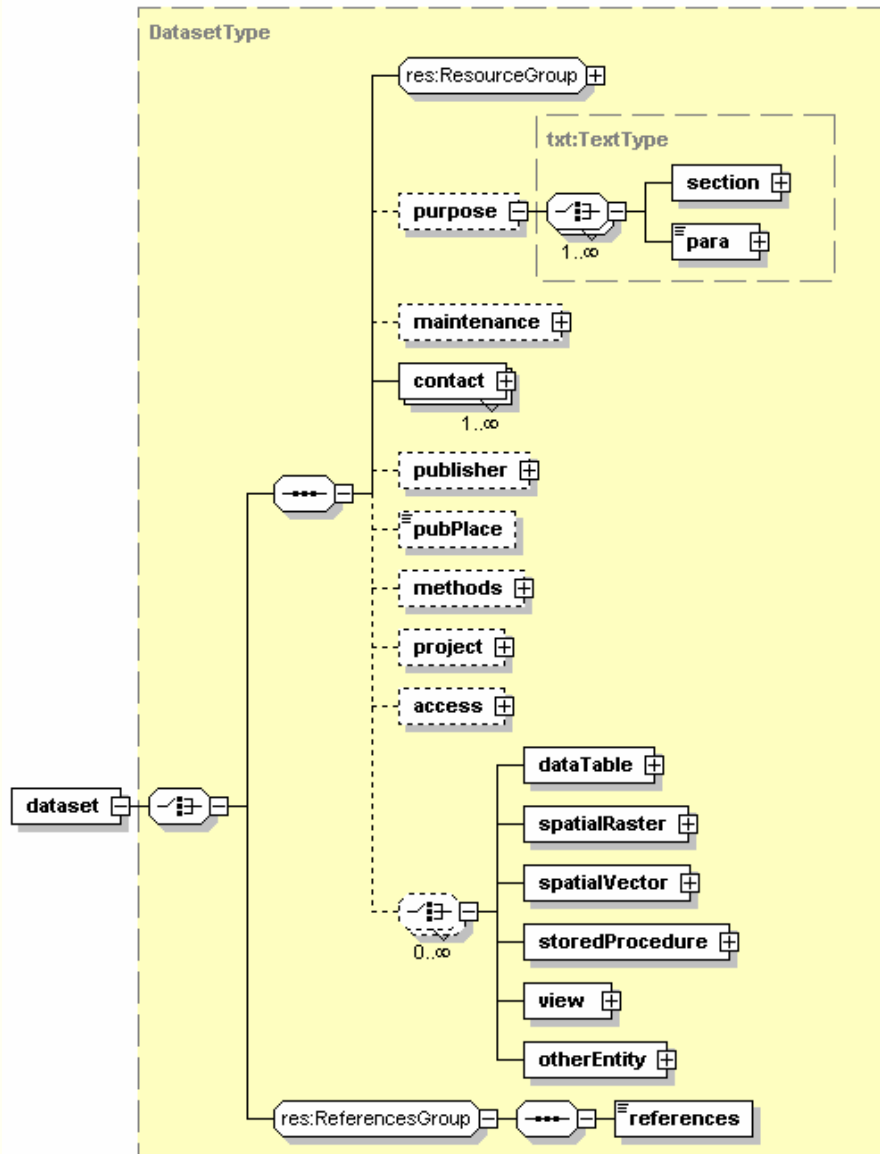 DatasetType
res:ResourceGroup
txt:TextType
section
purpose
para
1..∞
maintenance
contact
1..∞
publisher
pubPlace
methods
project
access
dataTable
dataset
spatialRaster
spatialVector
storedProcedure
0..∞
view
otherEntity
res:ReferencesGroup
references